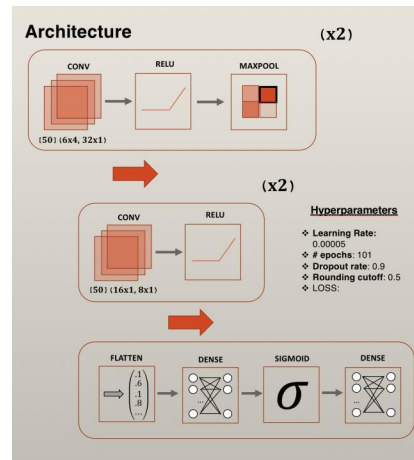 Architecture
(x2)
CONV
RELU
MAXPOOL
[50] (6x4, 32x1)
(x2)
CONV
RELU
[50] (16x1, 8x1)
Hyperparameters
❖ Learning Rate:
0.00005
❖ # epochs: 101
❖ Dropout rate: 0.9
❖ Rounding cutoff: 0.5
❖ LOSS:
FLATTEN
DENSE
SIGMOID
DENSE
.1
.6
.1
.8
...
...
σ
...